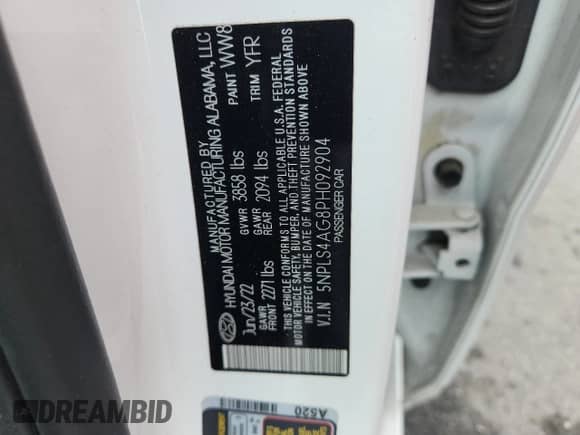 MANUFACTURED BY
HYUNDAI MOTOR MANUFACTURING ALABAMA, LLC
Jun/23/22 GVWR 3858 lbs PAINT WW8
GAWR FRONT 2271 lbs GAWR REAR 2094 lbs TRIM YFR
THIS VEHICLE CONFORMS TO ALL APPLICABLE U.S.A. FEDERAL
MOTOR VEHICLE SAFETY, BUMPER, AND THEFT PREVENTION STANDARDS
IN EFFECT ON THE DATE OF MANUFACTURE SHOWN ABOVE
V.I.N 5NPLS4AG8PH092904
PASSENGER CAR
A520
DREAMBID